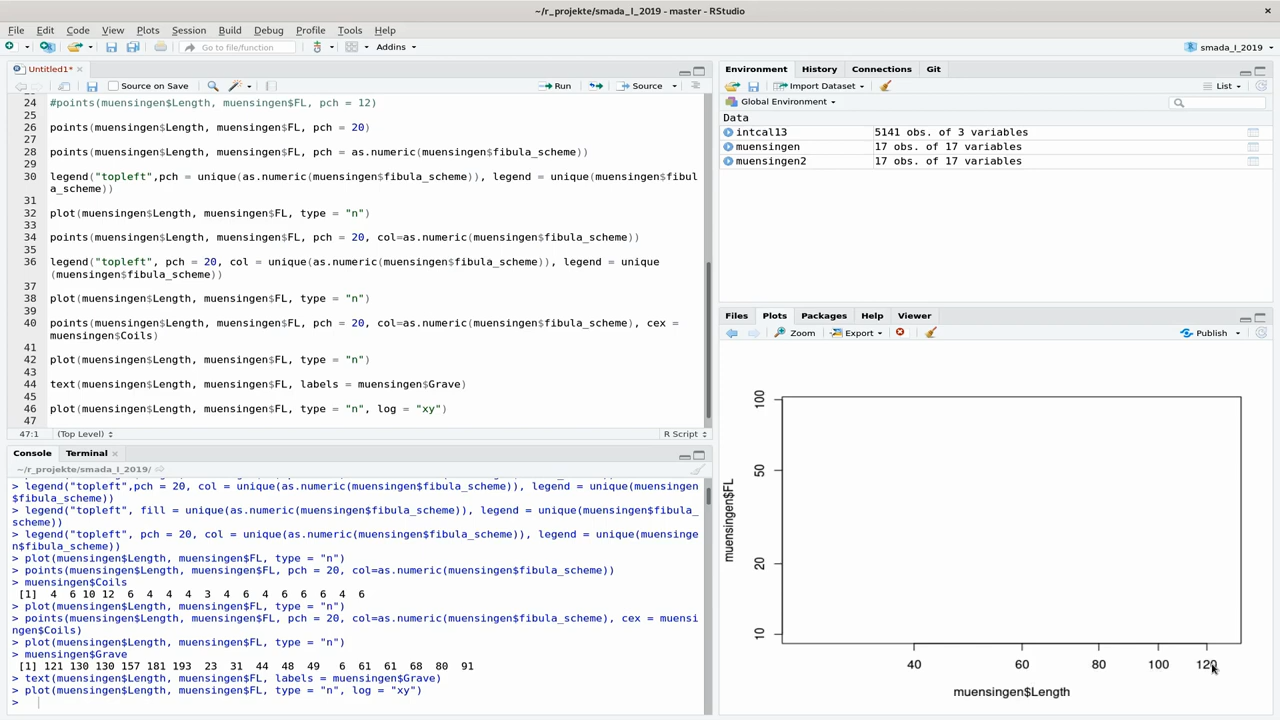 ~/r_projekte/smada_I_2019 - master - RStudio
File Edit Code View Plots Session Build Debug Profile Tools Help
Go to file/function Addins smada_I_2019
Untitled1*
Source on Save Run Source
24 #points(muensingen$Length, muensingen$FL, pch = 12)
25
26 points(muensingen$Length, muensingen$FL, pch = 20)
27
28 points(muensingen$Length, muensingen$FL, pch = as.numeric(muensingen$fibula_scheme))
29
30 legend("topleft",pch = unique(as.numeric(muensingen$fibula_scheme)), legend = unique(muensingen$fibul
a_scheme))
31
32 plot(muensingen$Length, muensingen$FL, type = "n")
33
34 points(muensingen$Length, muensingen$FL, pch = 20, col=as.numeric(muensingen$fibula_scheme))
35
36 legend("topleft", pch = 20, col = unique(as.numeric(muensingen$fibula_scheme)), legend = unique
(muensingen$fibula_scheme))
37
38 plot(muensingen$Length, muensingen$FL, type = "n")
39
40 points(muensingen$Length, muensingen$FL, pch = 20, col=as.numeric(muensingen$fibula_scheme), cex =
muensingen$Coils)
41
42 plot(muensingen$Length, muensingen$FL, type = "n")
43
44 text(muensingen$Length, muensingen$FL, labels = muensingen$Grave)
45
46 plot(muensingen$Length, muensingen$FL, type = "n", log = "xy")
47
47:1 (Top Level) R Script
Console Terminal
~/r_projekte/smada_I_2019/
> legend("topleft",pch = 20, col = unique(as.numeric(muensingen$fibula_scheme)), legend = unique(muensingen
$fibula_scheme))
> legend("topleft", fill = unique(as.numeric(muensingen$fibula_scheme)), legend = unique(muensingen$fibula_
scheme))
> legend("topleft", pch = 20, col = unique(as.numeric(muensingen$fibula_scheme)), legend = unique(muensinge
n$fibula_scheme))
> plot(muensingen$Length, muensingen$FL, type = "n")
> points(muensingen$Length, muensingen$FL, pch = 20, col=as.numeric(muensingen$fibula_scheme))
> muensingen$Coils
[1] 4 6 10 12 6 4 4 4 3 4 6 4 6 6 6 4 6
> plot(muensingen$Length, muensingen$FL, type = "n")
> points(muensingen$Length, muensingen$FL, pch = 20, col=as.numeric(muensingen$fibula_scheme), cex = muensi
ngen$Coils)
> plot(muensingen$Length, muensingen$FL, type = "n")
> muensingen$Grave
[1] 121 130 130 157 181 193 23 31 44 48 49 6 61 61 68 80 91
> text(muensingen$Length, muensingen$FL, labels = muensingen$Grave)
> plot(muensingen$Length, muensingen$FL, type = "n", log = "xy")
>
Environment History Connections Git
Import Dataset List
Global Environment
Data
intcal13 5141 obs. of 3 variables
muensingen 17 obs. of 17 variables
muensingen2 17 obs. of 17 variables
Files Plots Packages Help Viewer
Zoom Export Publish
100
50
20
10
muensingen$FL
40 60 80 100 120
muensingen$Length